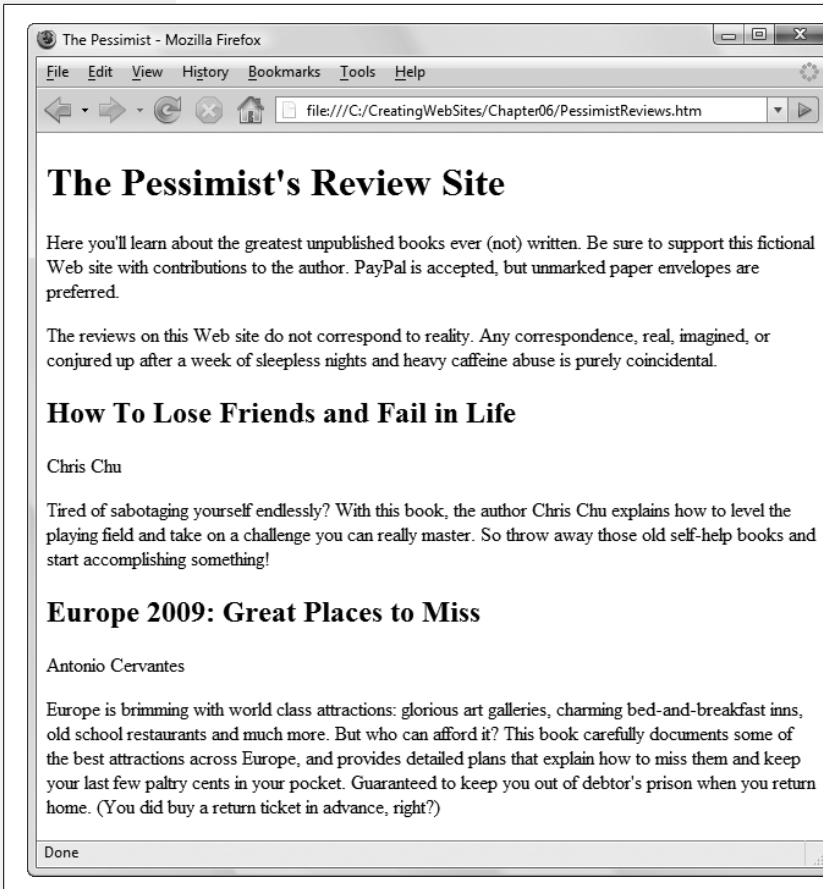 The Pessimist - Mozilla Firefox
File Edit View History Bookmarks Tools Help
file:///C:/CreatingWebSites/Chapter06/PessimistReviews.htm
The Pessimist's Review Site
Here you'll learn about the greatest unpublished books ever (not) written. Be sure to support this fictional
Web site with contributions to the author. PayPal is accepted, but unmarked paper envelopes are
preferred.
The reviews on this Web site do not correspond to reality. Any correspondence, real, imagined, or
conjured up after a week of sleepless nights and heavy caffeine abuse is purely coincidental.
How To Lose Friends and Fail in Life
Chris Chu
Tired of sabotaging yourself endlessly? With this book, the author Chris Chu explains how to level the
playing field and take on a challenge you can really master. So throw away those old self-help books and
start accomplishing something!
Europe 2009: Great Places to Miss
Antonio Cervantes
Europe is brimming with world class attractions: glorious art galleries, charming bed-and-breakfast inns,
old school restaurants and much more. But who can afford it? This book carefully documents some of
the best attractions across Europe, and provides detailed plans that explain how to miss them and keep
your last few paltry cents in your pocket. Guaranteed to keep you out of debtor's prison when you return
home. (You did buy a return ticket in advance, right?)
Done